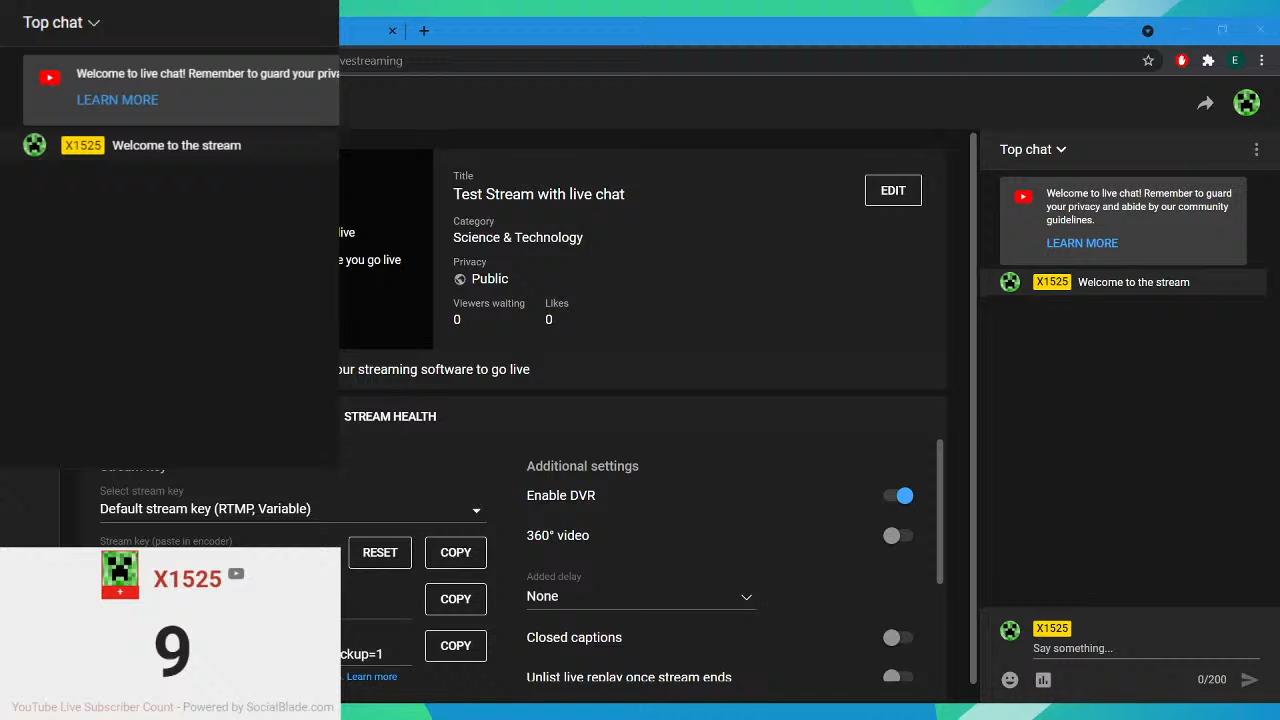 Top chat
Welcome to live chat! Remember to guard your priva
LEARN MORE
X1525 Welcome to the stream
vestreaming
E
Title
Test Stream with live chat
EDIT
Category
Science & Technology
Privacy
Public
Viewers waiting
Likes
0
0
live
e you go live
our streaming software to go live
STREAM HEALTH
Select stream key
Default stream key (RTMP, Variable)
Stream key (paste in encoder)
RESET
COPY
COPY
ckup=1
COPY
Learn more
Additional settings
Enable DVR
360° video
Added delay
None
Closed captions
Unlist live replay once stream ends
Top chat
Welcome to live chat! Remember to guard
your privacy and abide by our community
guidelines.
LEARN MORE
X1525 Welcome to the stream
X1525
Say something...
0/200
X1525
9
YouTube Live Subscriber Count - Powered by SocialBlade.com